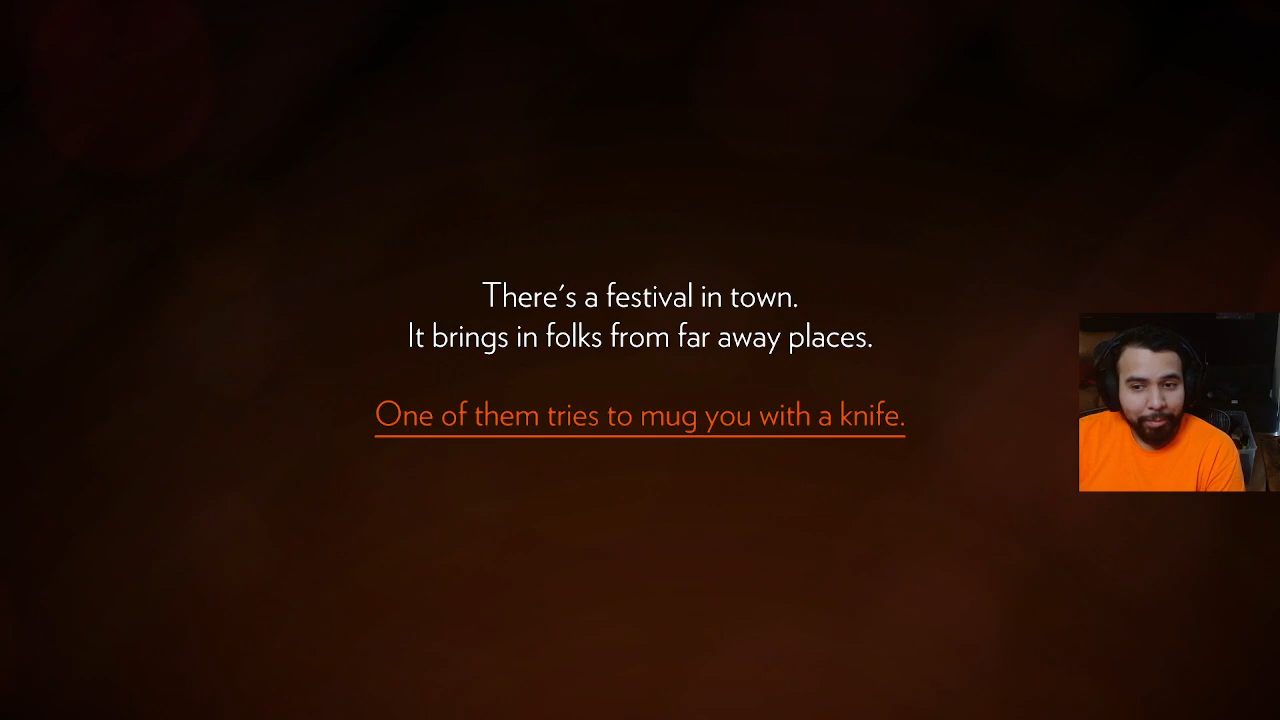 There's a festival in town.
It brings in folks from far away places.
One of them tries to mug you with a knife.